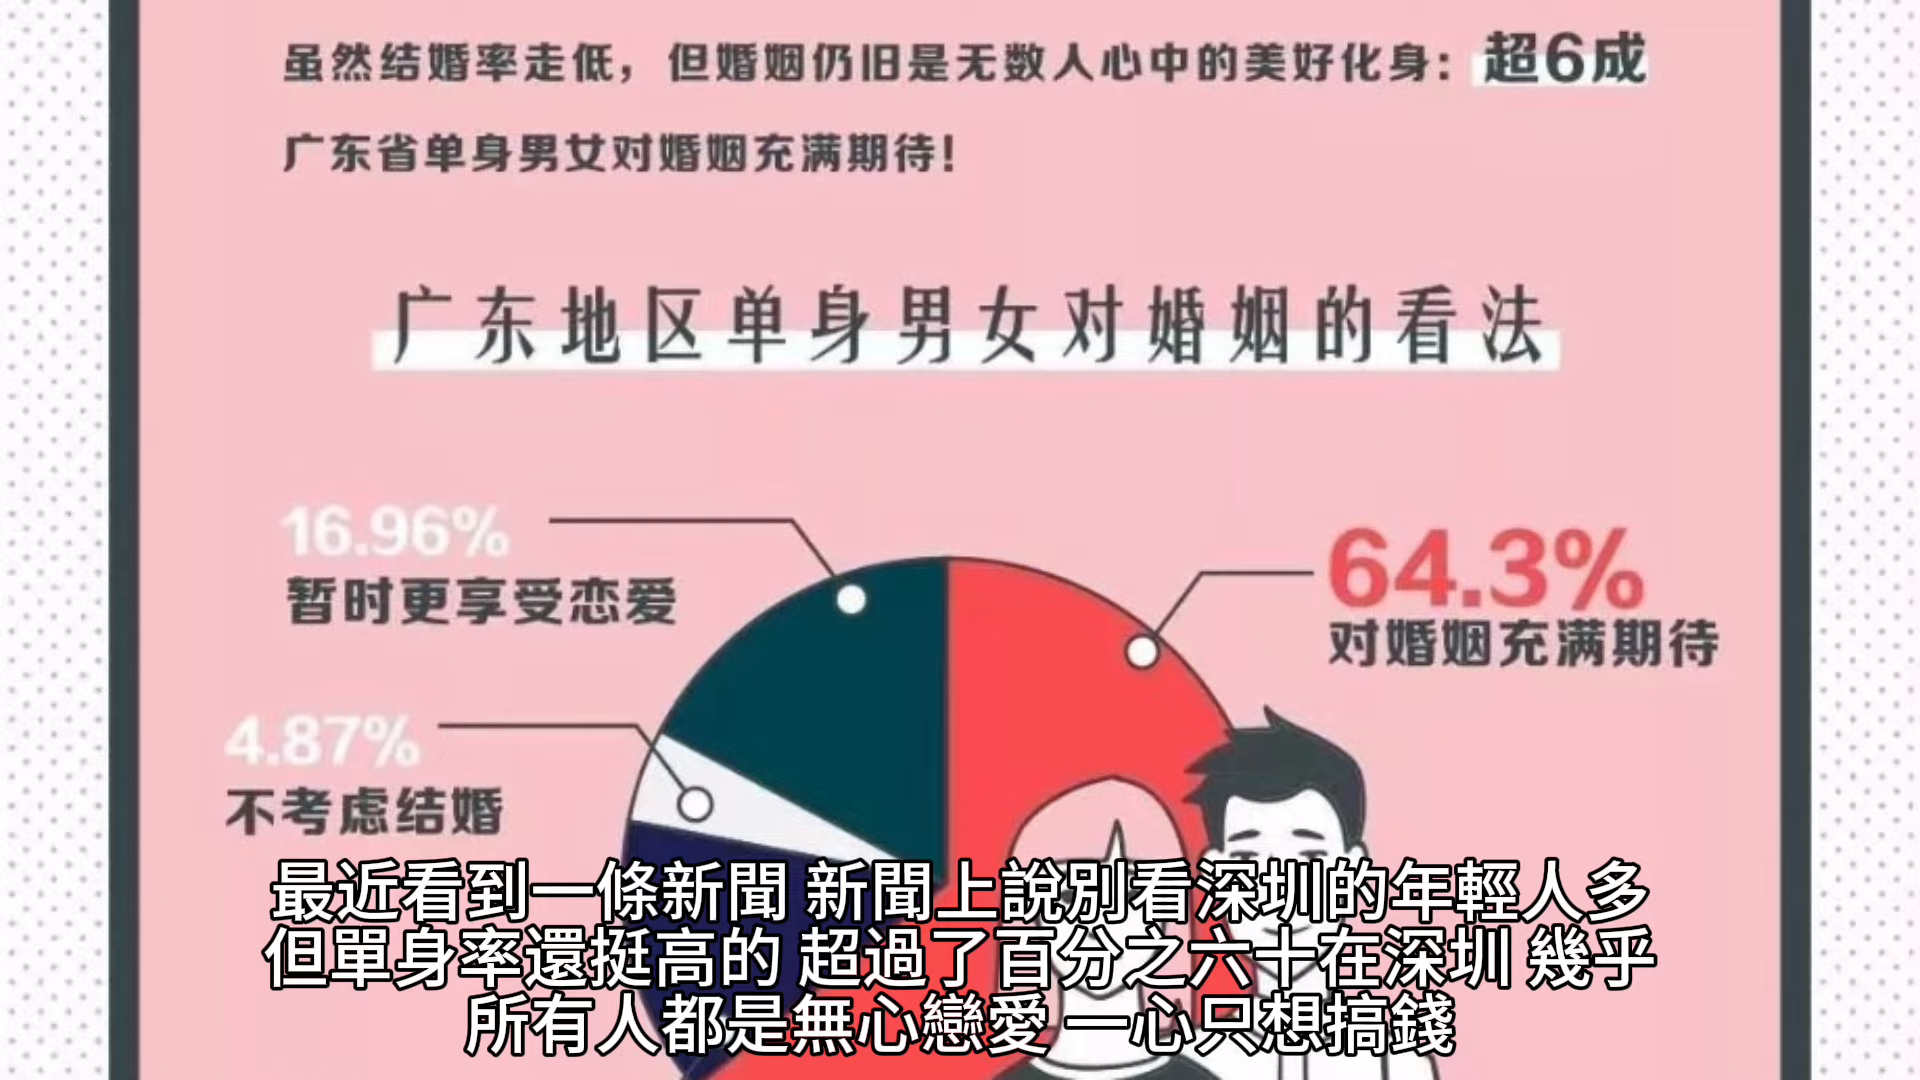 虽然结婚率走低，但婚姻仍旧是无数人心中的美好化身：超6成
广东省单身男女对婚姻充满期待！
广东地区单身男女对婚姻的看法
16.96%
暂时更享受恋爱
64.3%
对婚姻充满期待
4.87%
不考虑结婚
最近看到一條新聞 新聞上說別看深圳的年輕人多
但單身率還挺高的 超過了百分之六十在深圳 幾乎
所有人都是無心戀愛 一心只想搞錢